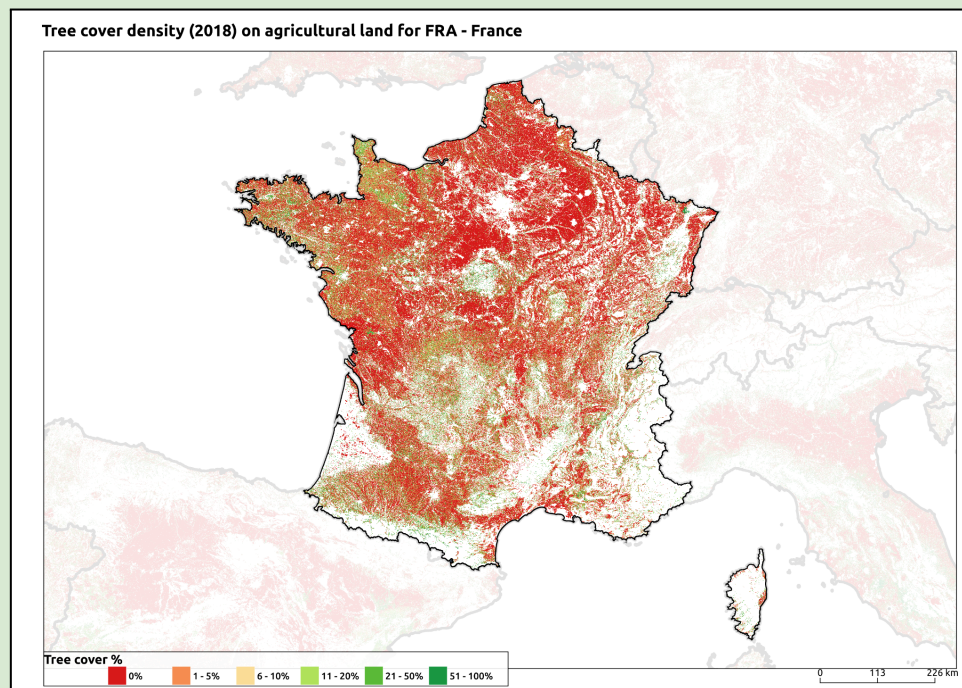 Tree cover density (2018) on agricultural land for FRA - France
Tree cover %
0% 1 - 5% 6 - 10% 11 - 20% 21 - 50% 51 - 100%
0 113 226 km